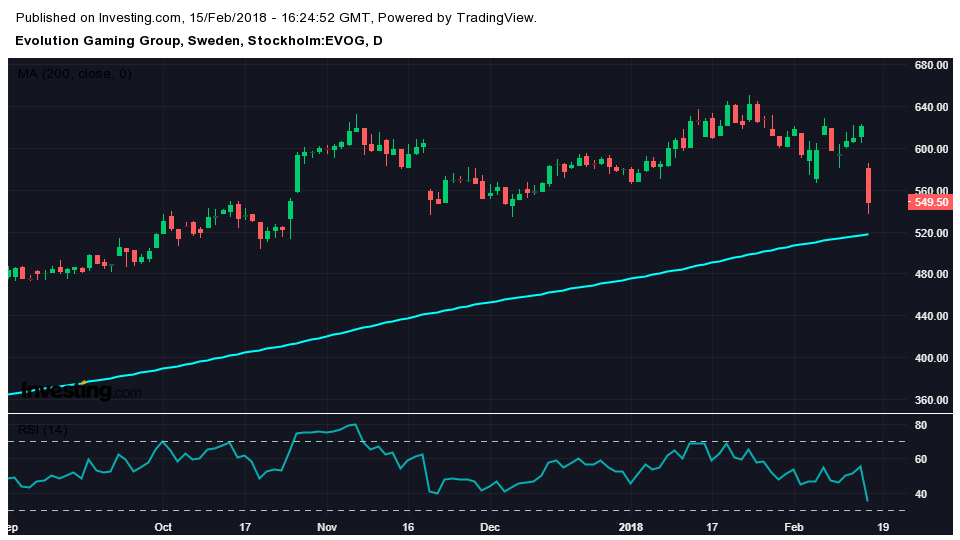 Published on Investing.com, 15/Feb/2018 - 16:24:52 GMT, Powered by TradingView.
Evolution Gaming Group, Sweden, Stockholm:EVOG, D
MA (200, close, 0)
680.00
640.00
600.00
560.00
549.50
520.00
480.00
440.00
400.00
360.00
Investing.com
RSI (14)
80
60
40
ep Oct 17 Nov 16 Dec 2018 17 Feb 19